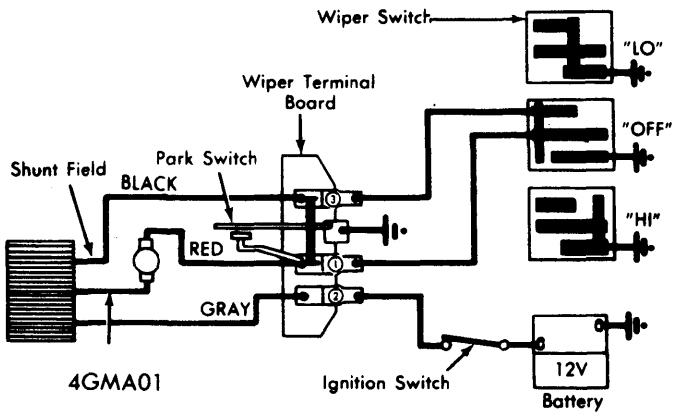 Wiper Switch
"LO"
Wiper Terminal
Board
"OFF"
Park Switch
Shunt Field
BLACK
3
"HI"
RED
1
GRAY
2
4GMA01
Ignition Switch
12V
Battery